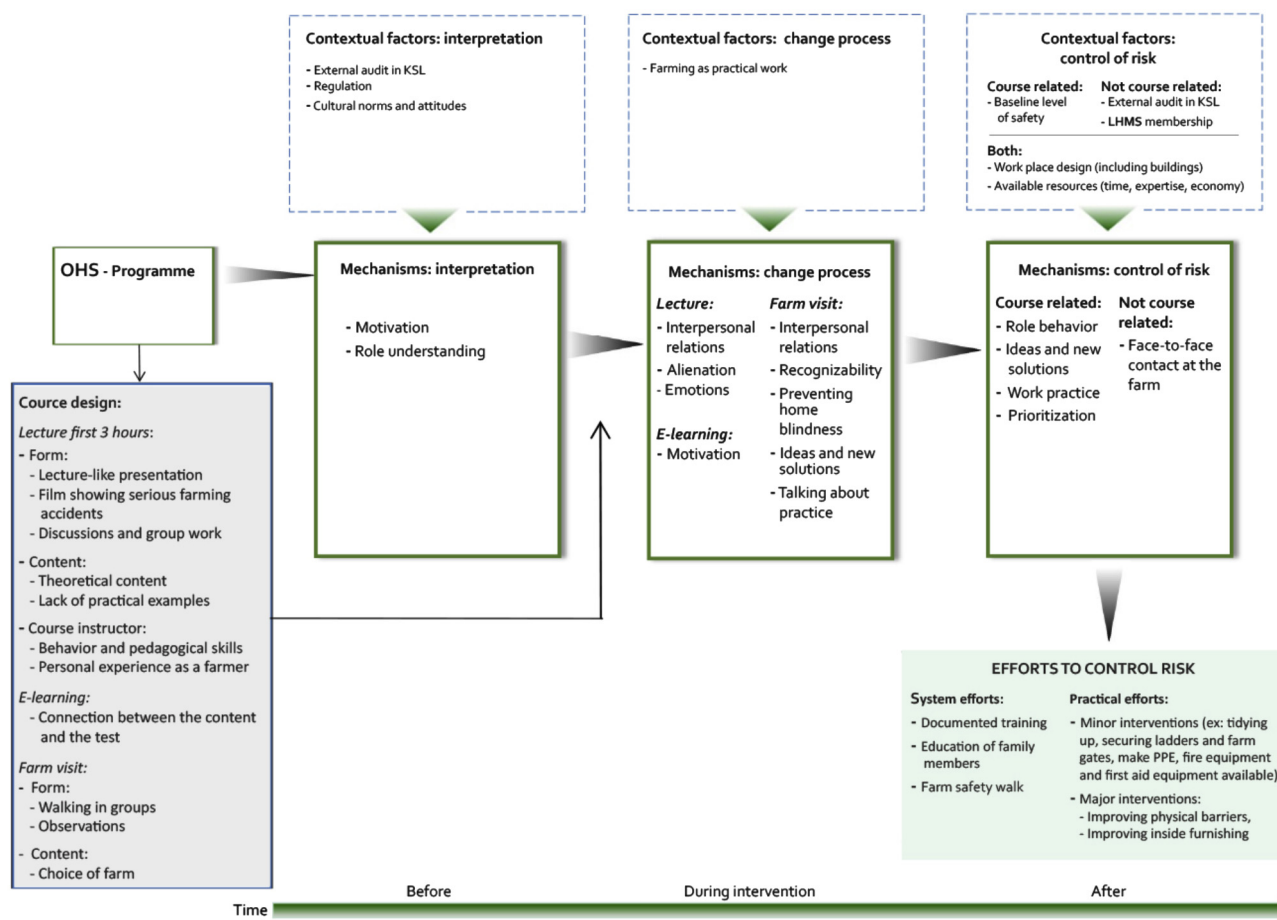 Contextual factors: interpretation
- External audit in KSL
- Regulation
- Cultural norms and attitudes
Contextual factors: change process
- Farming as practical work
Contextual factors:
control of risk
Course related:
- Baseline level
of safety
Not course related:
- External audit in KSL
- LHMS membership
Both:
- Work place design (including buildings)
- Available resources (time, expertise, economy)
OHS - Programme
Mechanisms: interpretation
- Motivation
- Role understanding
Mechanisms: change process
Lecture:
- Interpersonal
relations
- Alienation
- Emotions
E-learning:
- Motivation
Farm visit:
- Interpersonal
relations
- Recognizability
- Preventing
home
blindness
- Ideas and new
solutions
- Talking about
practice
Mechanisms: control of risk
Course related:
- Role behavior
- Ideas and new
solutions
- Work practice
- Prioritization
Not course
related:
- Face-to-face
contact at the
farm
Cource design:
Lecture first 3 hours:
- Form:
- Lecture-like presentation
- Film showing serious farming
accidents
- Discussions and group work
- Content:
- Theoretical content
- Lack of practical examples
- Course instructor:
- Behavior and pedagogical skills
- Personal experience as a farmer
E-learning:
- Connection between the content
and the test
Farm visit:
- Form:
- Walking in groups
- Observations
- Content:
- Choice of farm
EFFORTS TO CONTROL RISK
System efforts:
- Documented training
- Education of family
members
- Farm safety walk
Practical efforts:
- Minor interventions (ex: tidying
up, securing ladders and farm
gates, make PPE, fire equipment
and first aid equipment available)
- Major interventions:
- Improving physical barriers,
- Improving inside furnishing
Before
During intervention
After
Time